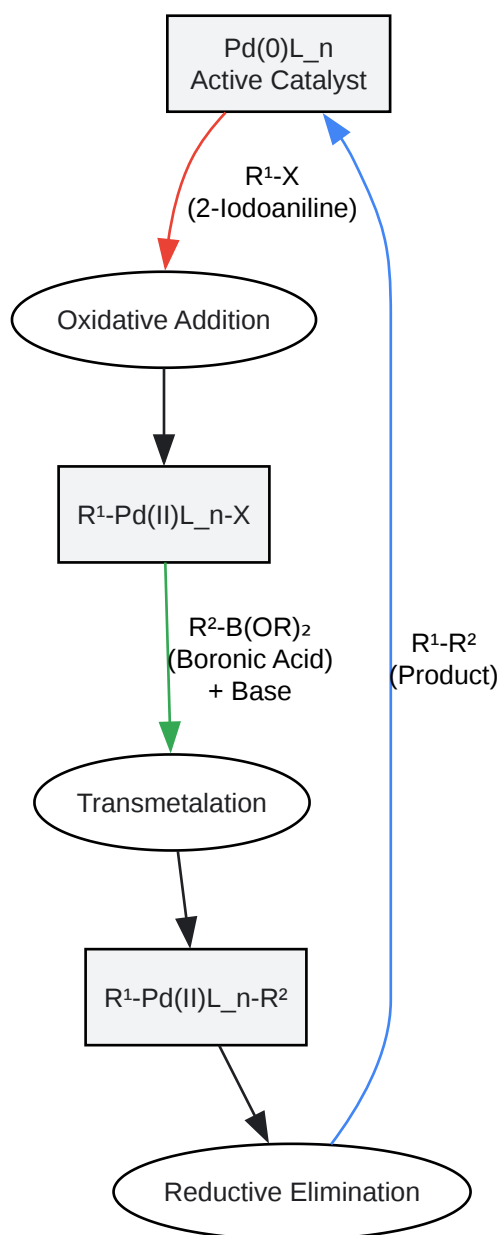 Pd(0)L_n
Active Catalyst
R¹-X
(2-Iodoaniline)
Oxidative Addition
R¹-Pd(II)L_n-X
R²-B(OR)₂
(Boronic Acid)
+ Base
R¹-R²
(Product)
Transmetalation
R¹-Pd(II)L_n-R²
Reductive Elimination